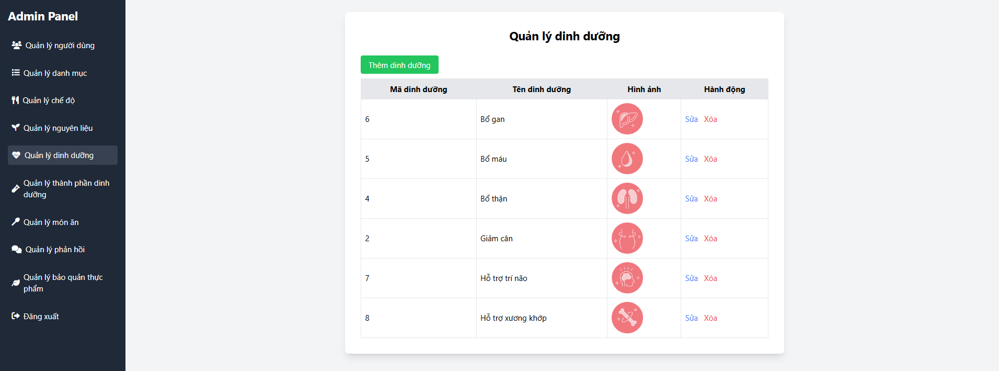 Admin Panel
Quản lý người dùng
Quản lý danh mục
Quản lý chế độ
Quản lý nguyên liệu
Quản lý dinh dưỡng
Quản lý thành phần dinh
dưỡng
Quản lý món ăn
Quản lý phản hồi
Quản lý bảo quản thực
phẩm
Đăng xuất
Quản lý dinh dưỡng
Thêm dinh dưỡng
Mã dinh dưỡng Tên dinh dưỡng Hình ảnh Hành động
6 Bổ gan Sửa Xóa
5 Bổ máu Sửa Xóa
4 Bổ thận Sửa Xóa
2 Giảm cân Sửa Xóa
7 Hỗ trợ trí não Sửa Xóa
8 Hỗ trợ xương khớp Sửa Xóa